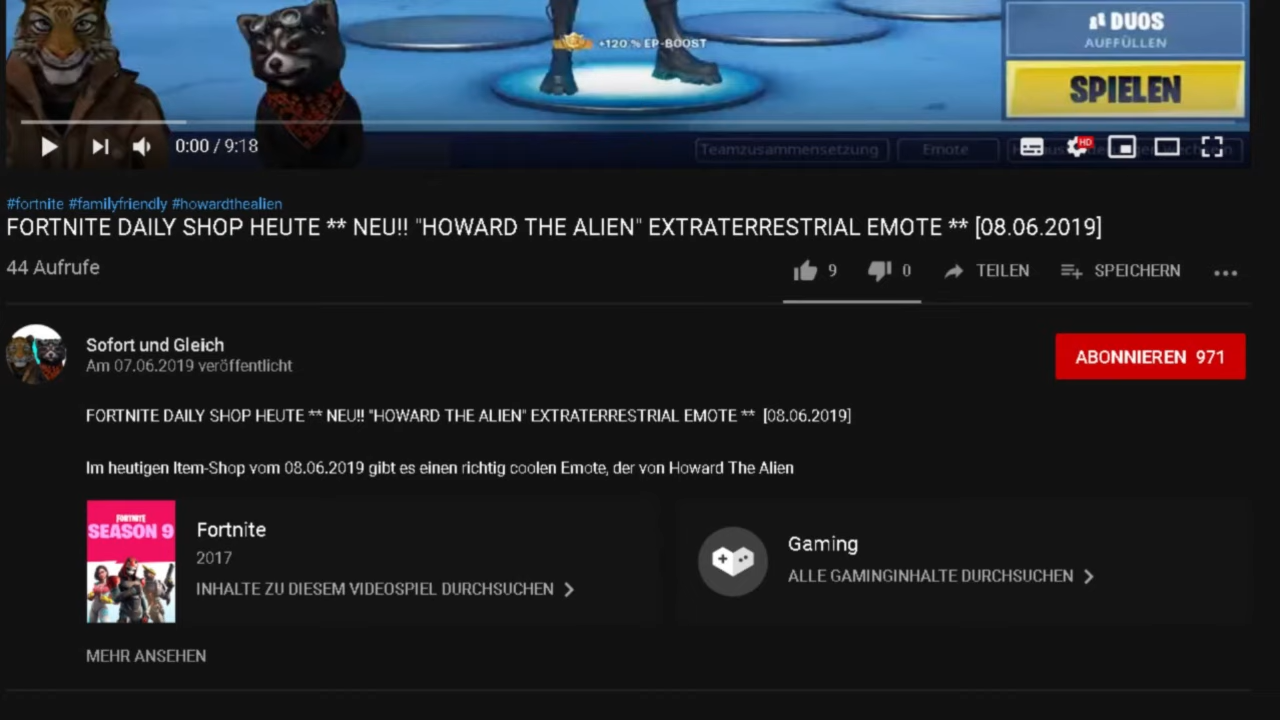 DUOS
AUFFÜLLEN
+120 % EP-BOOST
SPIELEN
0:00 / 9:18
HD
Teamzusammensetzung
Emote
#fortnite #familyfriendly #howardthealien
FORTNITE DAILY SHOP HEUTE ** NEU!! "HOWARD THE ALIEN" EXTRATERRESTRIAL EMOTE ** [08.06.2019]
44 Aufrufe
9
0
TEILEN
SPEICHERN
Sofort und Gleich
Am 07.06.2019 veröffentlicht
ABONNIEREN 971
FORTNITE DAILY SHOP HEUTE ** NEU!! "HOWARD THE ALIEN" EXTRATERRESTRIAL EMOTE ** [08.06.2019]
Im heutigen Item-Shop vom 08.06.2019 gibt es einen richtig coolen Emote, der von Howard The Alien
FORTNITE
SEASON 9
Fortnite
2017
INHALTE ZU DIESEM VIDEOSPIEL DURCHSUCHEN
Gaming
ALLE GAMINGINHALTE DURCHSUCHEN
MEHR ANSEHEN